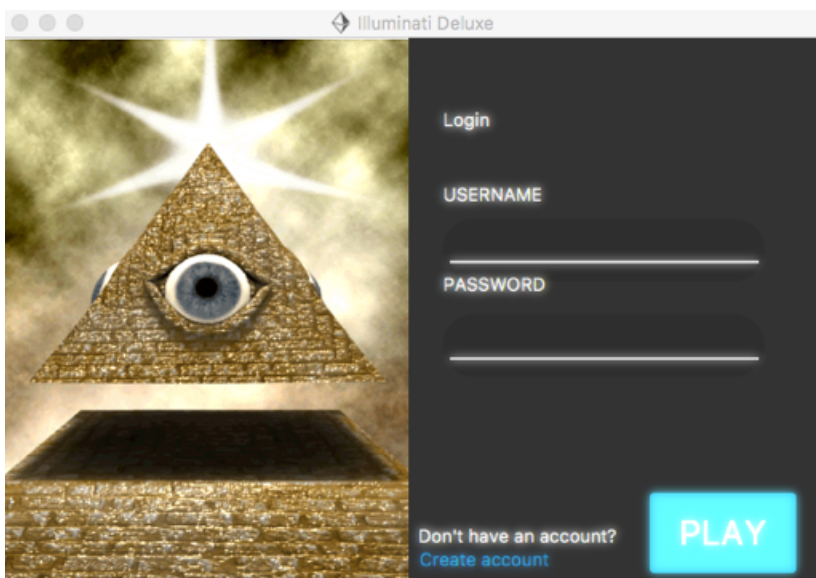 Illuminati Deluxe
Login
USERNAME
PASSWORD
Don't have an account?
Create account
PLAY